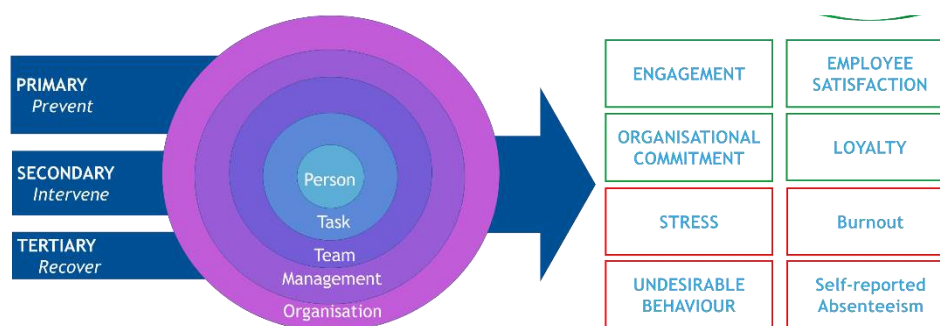 PRIMARY
Prevent
SECONDARY
Intervene
TERTIARY
Recover
Person
Task
Team
Management
Organisation
ENGAGEMENT
EMPLOYEE
SATISFACTION
ORGANISATIONAL
COMMITMENT
LOYALTY
STRESS
Burnout
UNDESIRABLE
BEHAVIOUR
Self-reported
Absenteeism